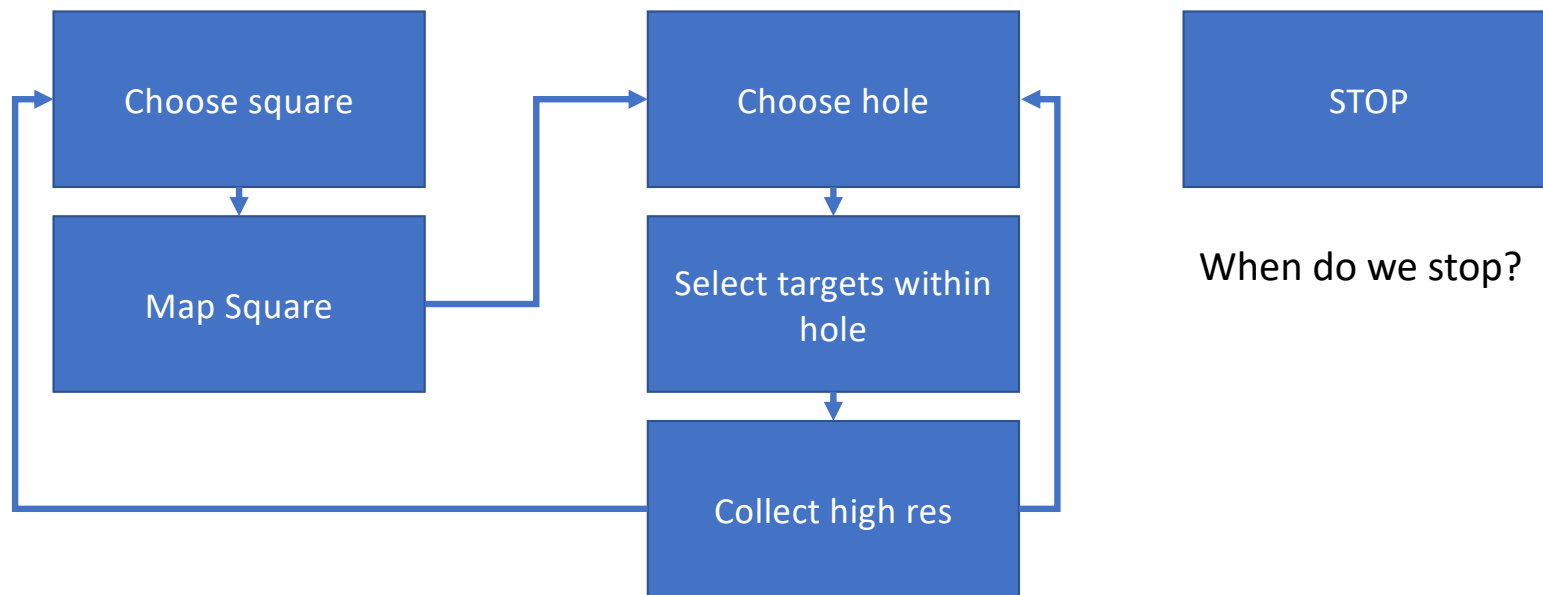 Choose square
Map Square
Choose hole
Select targets within
hole
Collect high res
STOP
When do we stop?